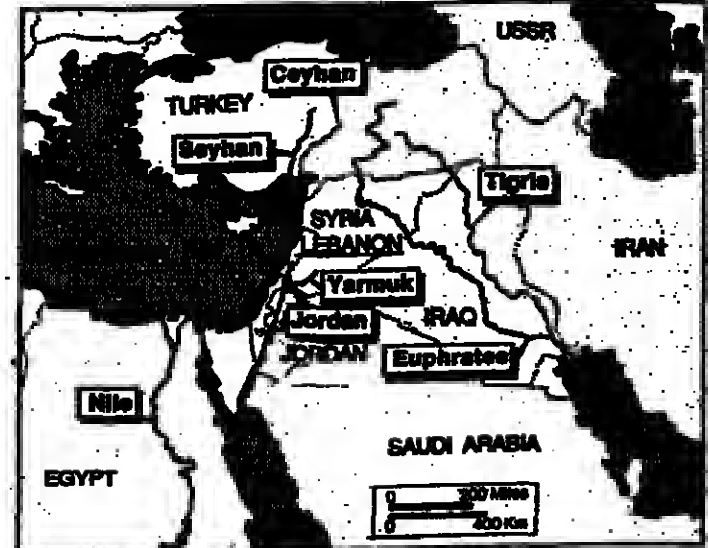 USSR
Ceyhan
TURKEY
Seyhan
Tigris
SYRIA
LEBANON
IRAN
Yarmuk
Jordan
IRAQ
JORDAN
Euphrates
Nile
SAUDI ARABIA
EGYPT
0 200 Miles
0 400 Km